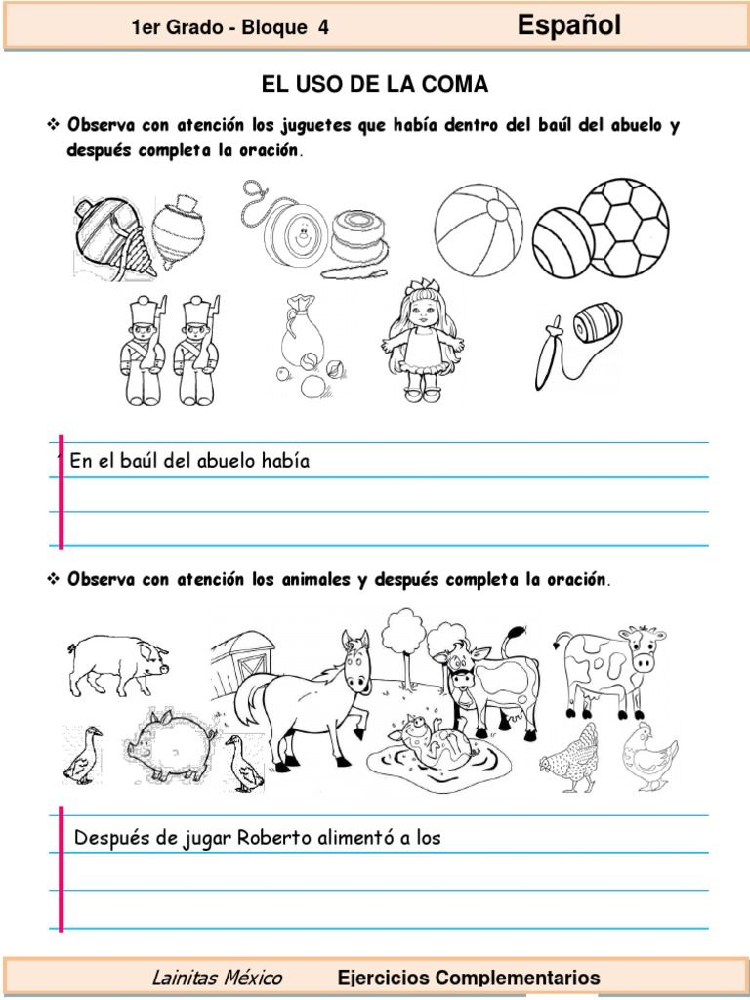 1er Grado - Bloque 4 Español
EL USO DE LA COMA
❖ Observa con atención los juguetes que había dentro del baúl del abuelo y
después completa la oración.
En el baúl del abuelo había
❖ Observa con atención los animales y después completa la oración.
Después de jugar Roberto alimentó a los
Lainitas México Ejercicios Complementarios